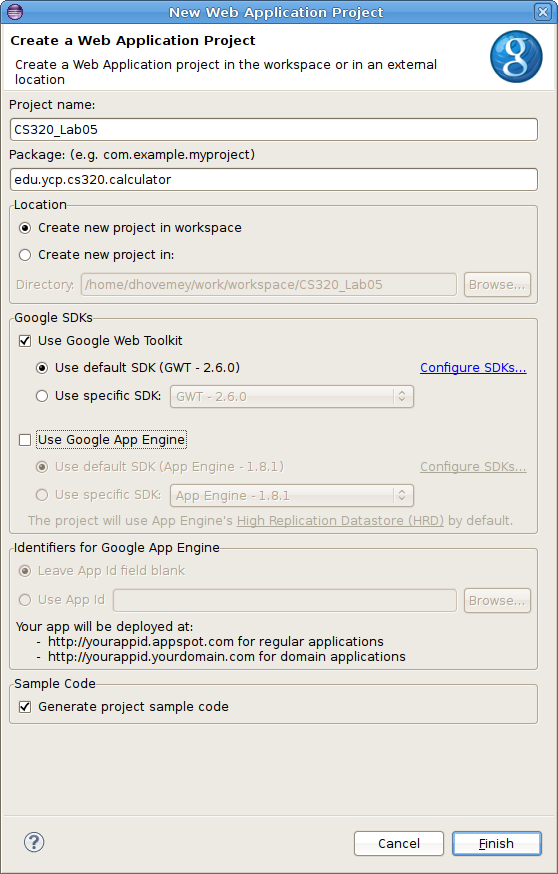 New Web Application Project
Create a Web Application Project
Create a Web Application project in the workspace or in an external
location
g
Project name:
CS320_Lab05
Package: (e.g. com.example.myproject)
edu.ycp.cs320.calculator
Location
Create new project in workspace
Create new project in:
Directory: /home/dhovemey/work/workspace/CS320_Lab05 Browse...
Google SDKs
Use Google Web Toolkit
Use default SDK (GWT - 2.6.0) Configure SDKs...
Use specific SDK: GWT - 2.6.0
Use Google App Engine
Use default SDK (App Engine - 1.8.1) Configure SDKs...
Use specific SDK: App Engine - 1.8.1
The project will use App Engine's High Replication Datastore (HRD) by default.
Identifiers for Google App Engine
Leave App Id field blank
Use App Id Browse...
Your app will be deployed at:
- http://yourappid.appspot.com for regular applications
- http://yourappid.yourdomain.com for domain applications
Sample Code
Generate project sample code
? Cancel Finish